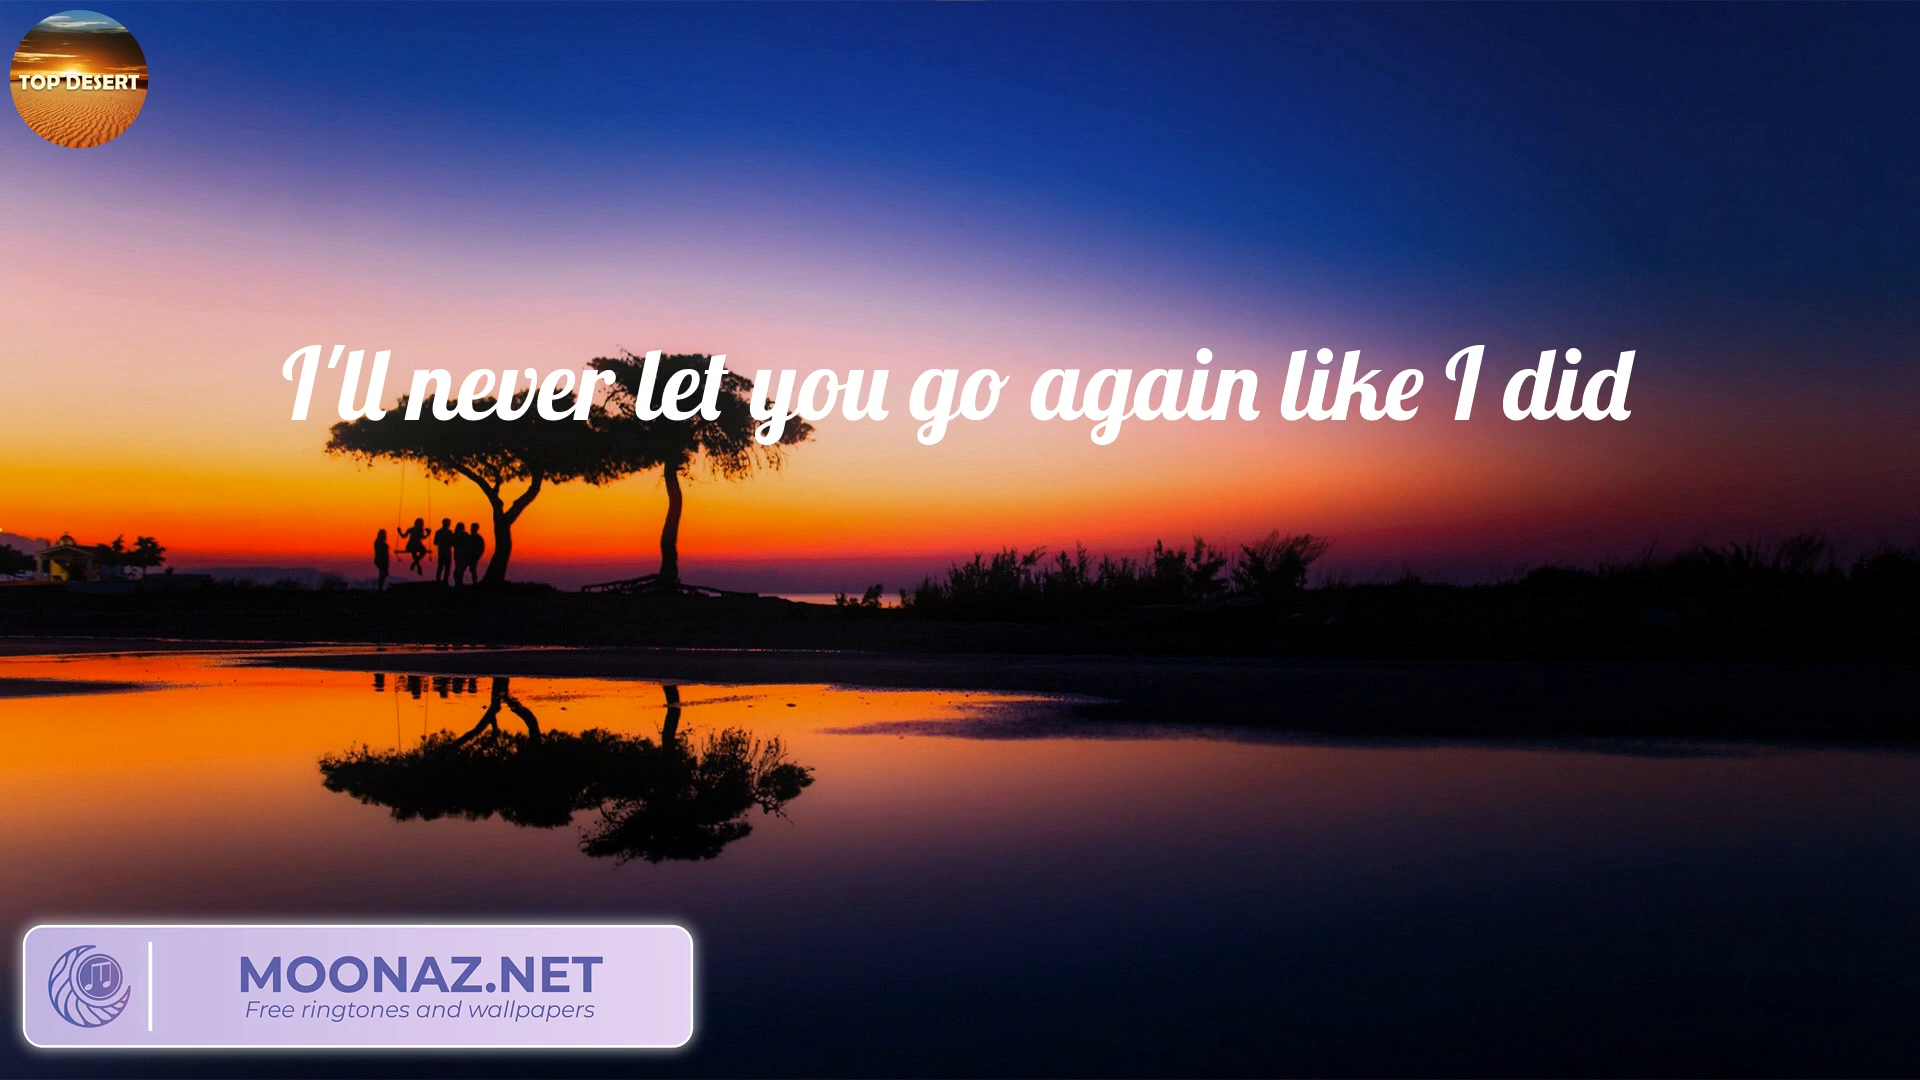 TOP DESERT
I'll never let you go again like I did
MOONAZ.NET
Free ringtones and wallpapers